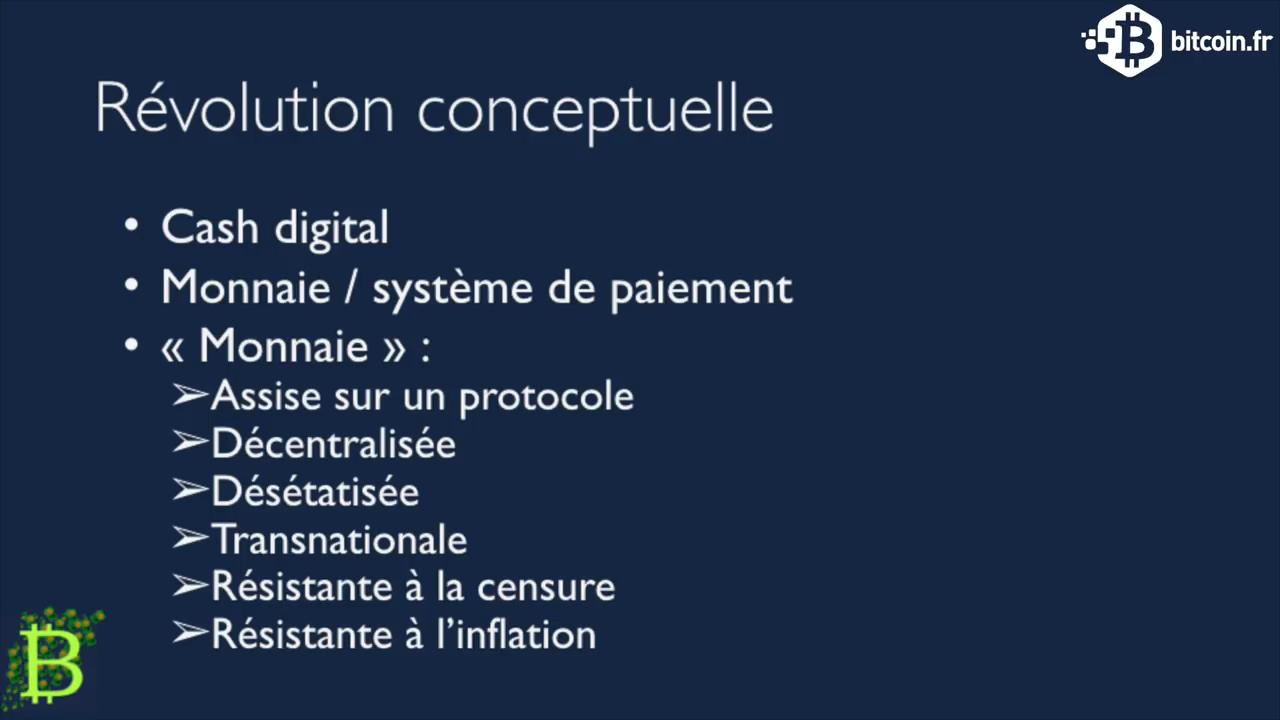 bitcoin.fr
Révolution conceptuelle
• Cash digital
• Monnaie / système de paiement
• « Monnaie » :
➢Assise sur un protocole
➢Décentralisée
➢Désétatisée
➢Transnationale
➢Résistante à la censure
➢Résistante à l’inflation